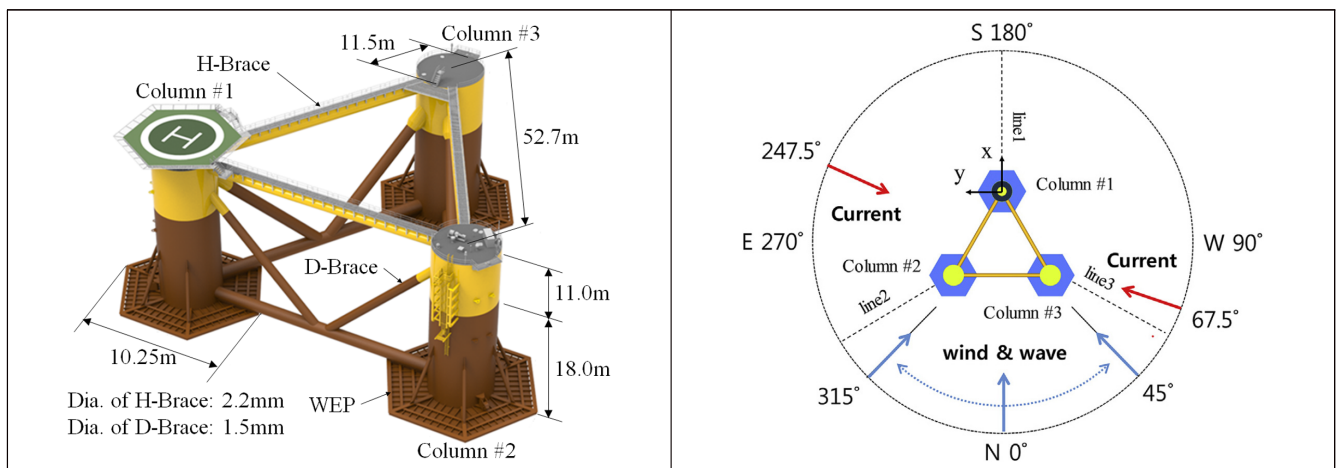 Column #3
11.5m
H-Brace
Column #1
52.7m
D-Brace
11.0m
10.25m
18.0m
WEP
Dia. of H-Brace: 2.2mm
Dia. of D-Brace: 1.5mm
Column #2
S 180°
line1
247.5°
x
y
Column #1
Current
E 270°
W 90°
Column #2
Current
line2
line3
Column #3
67.5°
wind & wave
315°
45°
N 0°
H